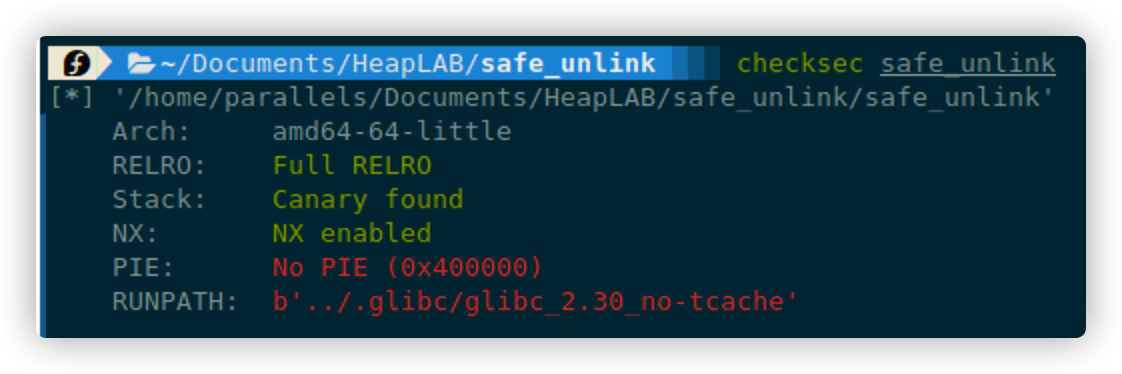 ~/Documents/HeapLAB/safe_unlink checksec safe_unlink
[*] '/home/parallels/Documents/HeapLAB/safe_unlink/safe_unlink'
Arch: amd64-64-little
RELRO: Full RELRO
Stack: Canary found
NX: NX enabled
PIE: No PIE (0x400000)
RUNPATH: b'../.glibc/glibc_2.30_no-tcache'